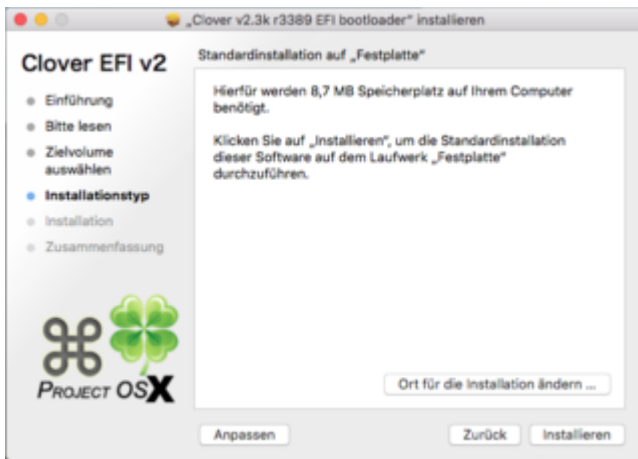 „Clover v2.3k r3389 EFI bootloader“ installieren
Clover EFI v2
Einführung
Bitte lesen
Zielvolume
auswählen
Installationstyp
Installation
Zusammenfassung
PROJECT OSX
Standardinstallation auf „Festplatte“
Hierfür werden 8,7 MB Speicherplatz auf Ihrem Computer
benötigt.
Klicken Sie auf „Installieren“, um die Standardinstallation
dieser Software auf dem Laufwerk „Festplatte“
durchzuführen.
Ort für die Installation ändern ...
Anpassen
Zurück
Installieren